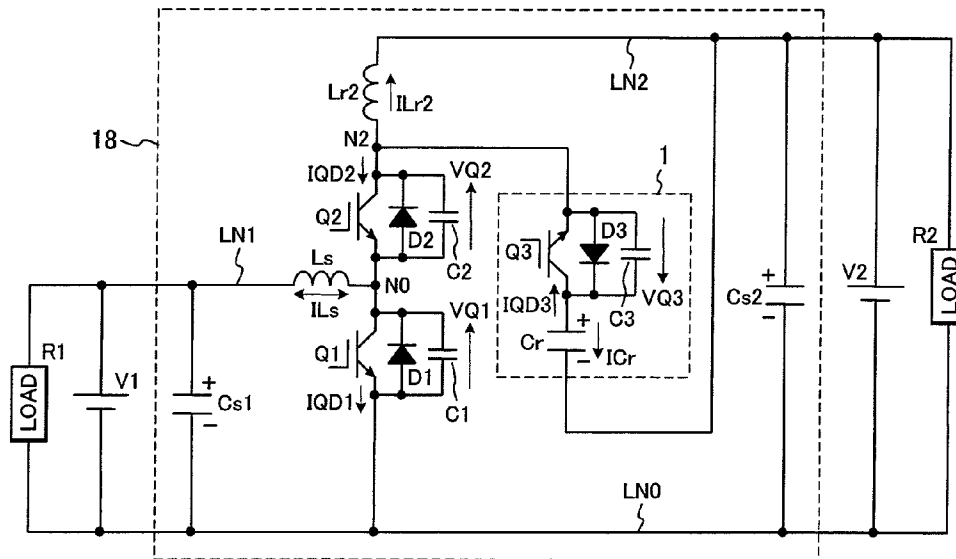 LN2
Lr2
ILr2
18
N2
1
IQD2
VQ2
Q2
D2
C2
D3
Q3
C3
VQ3
IQD3
LN1
Ls
ILs
N0
VQ1
Cr
+
−
ICr
R2
LOAD
V2
+
Cs2
−
R1
LOAD
V1
+
Cs1
−
Q1
D1
C1
IQD1
LN0